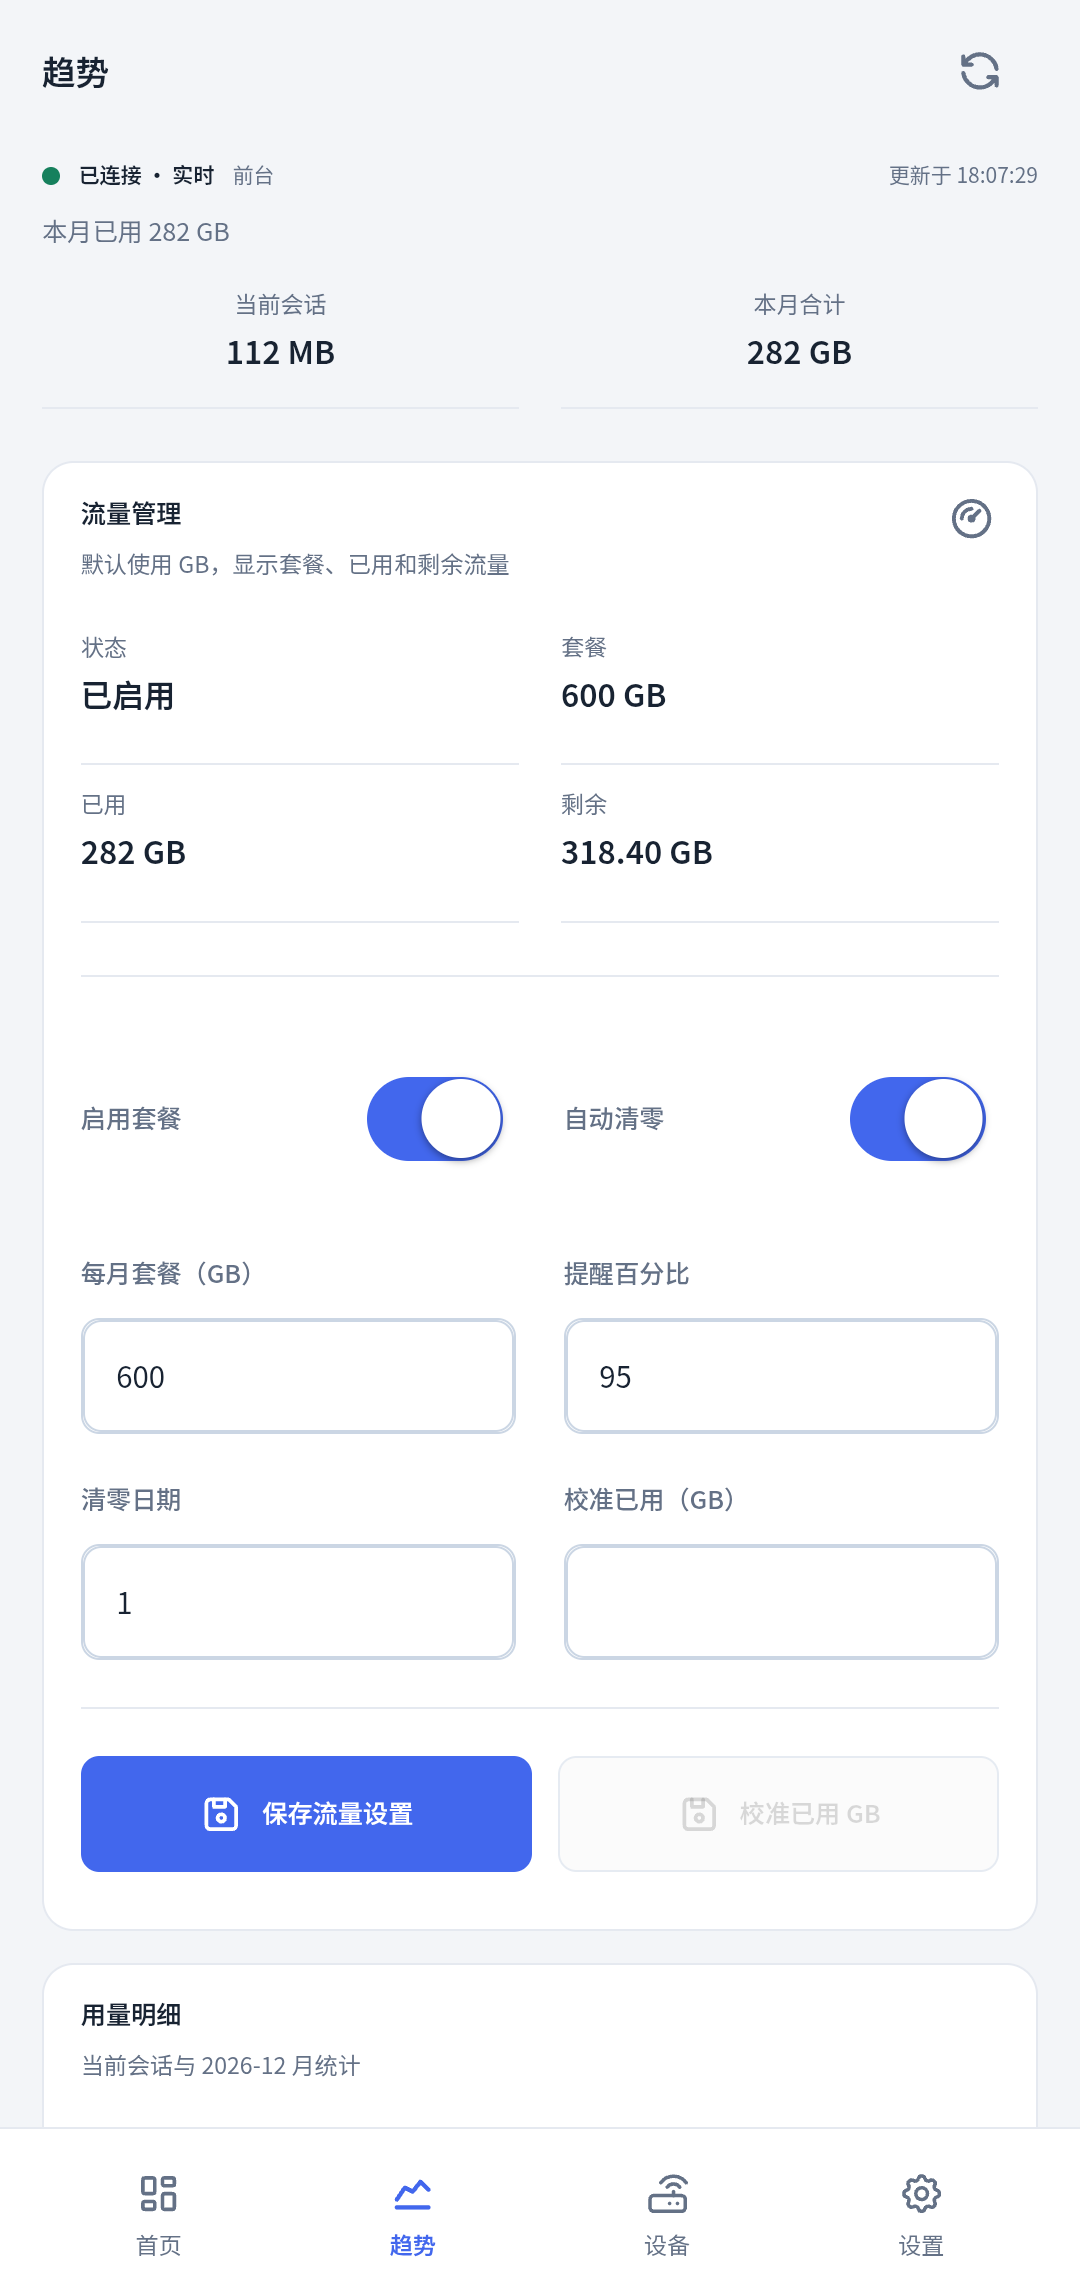 趋势
已连接 · 实时 前台 更新于 18:07:29
本月已用 282 GB
当前会话 本月合计
112 MB 282 GB
流量管理
默认使用 GB，显示套餐、已用和剩余流量
状态 套餐
已启用 600 GB
已用 剩余
282 GB 318.40 GB
启用套餐 自动清零
每月套餐（GB） 提醒百分比
600 95
清零日期 校准已用（GB）
1
保存流量设置 校准已用 GB
用量明细
当前会话与 2026-12 月统计
首页 趋势 设备 设置